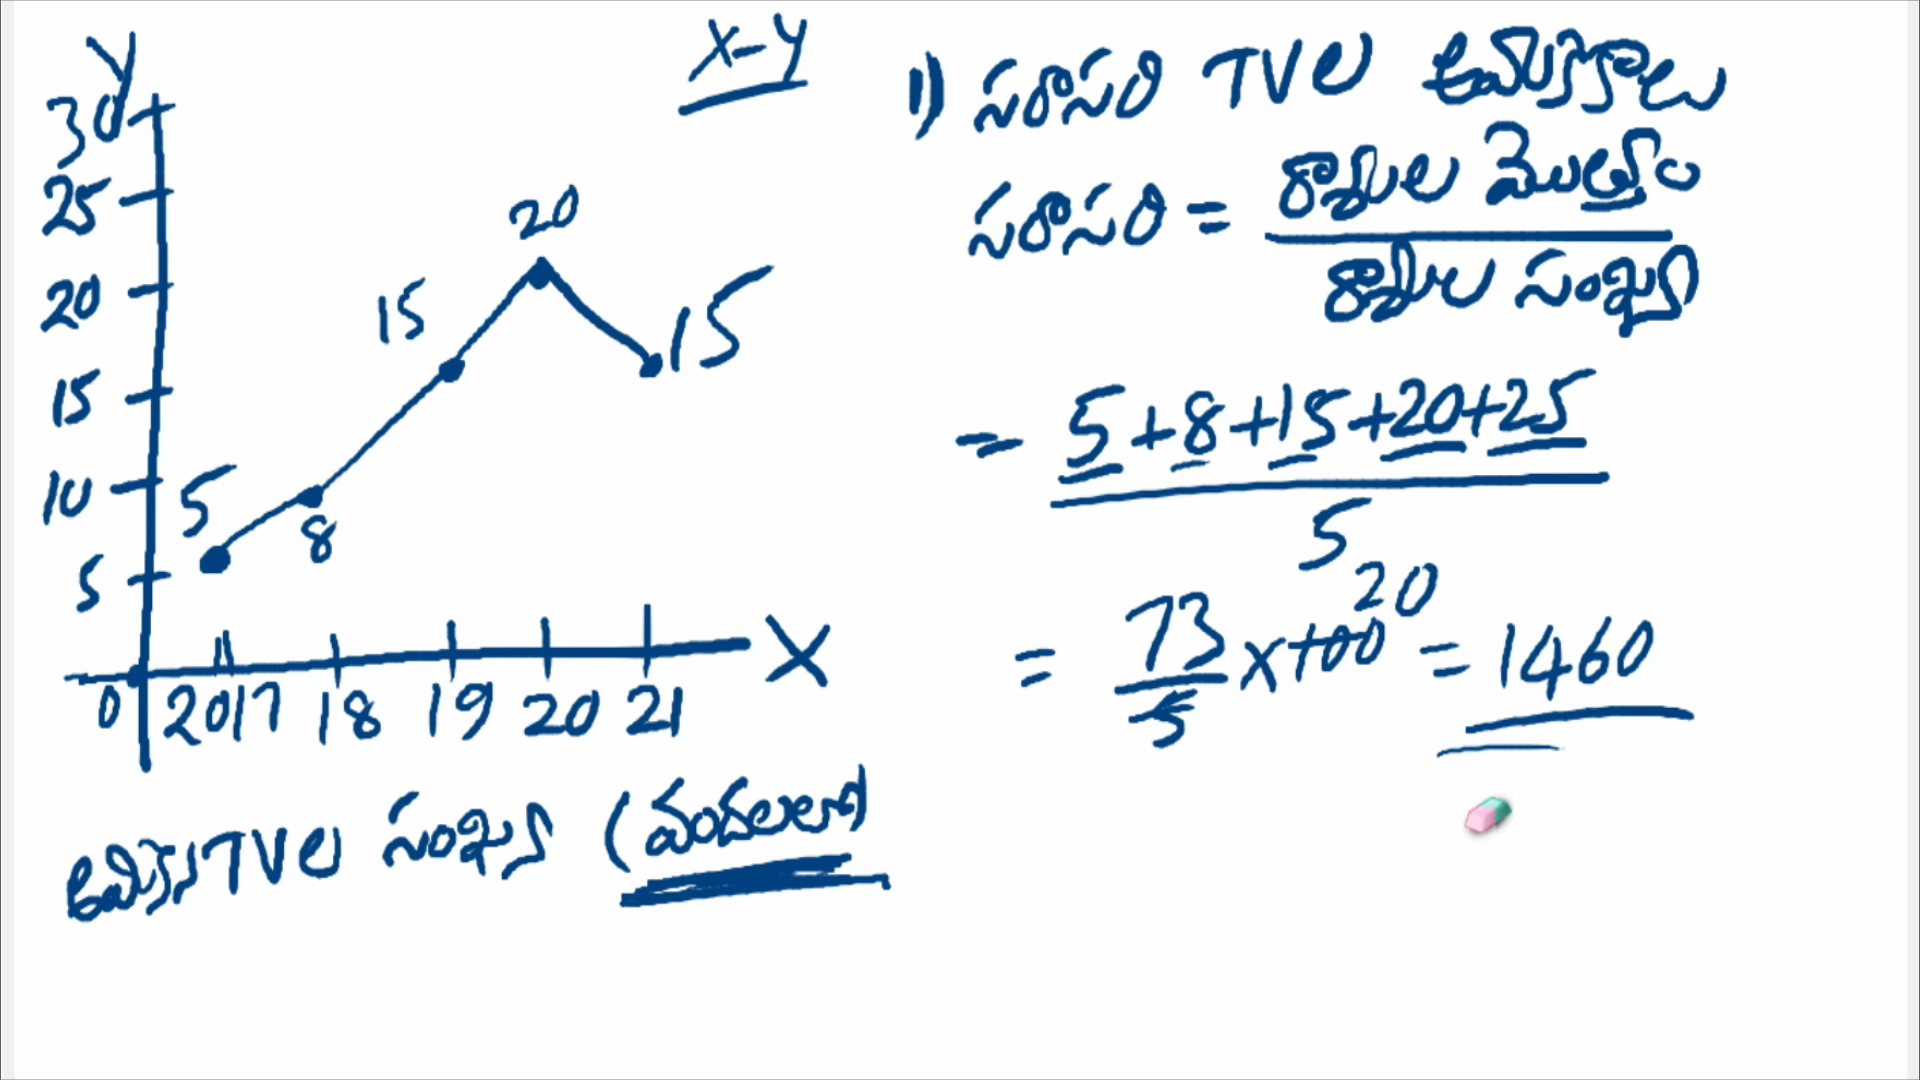 Y
X-Y
30
25
20
15
10
5
0
20
15
15
5
8
2017 18 19 20 21 X
అమ్మిన TVల సంఖ్య (వందలలో)
1) సరాసరి TVల అమ్మకాలు
సరాసరి = రాశుల మొత్తం
రాశుల సంఖ్య
= 5+8+15+20+25
5
20
= 73 x 100 = 1460
5